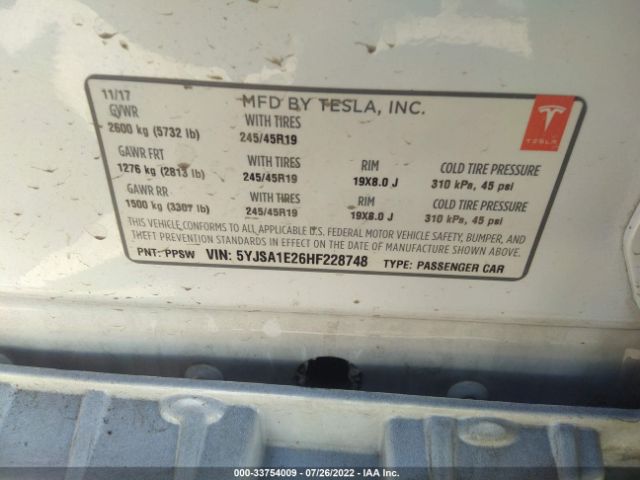 11/17 MFD BY TESLA, INC.
GVWR WITH TIRES
2600 kg (5732 lb) 245/45R19
TESLA
GAWR FRT WITH TIRES RIM COLD TIRE PRESSURE
1276 kg (2813 lb) 245/45R19 19X8.0 J 310 kPa, 45 psi
GAWR RR WITH TIRES RIM COLD TIRE PRESSURE
1500 kg (3307 lb) 245/45R19 19X8.0 J 310 kPa, 45 psi
THIS VEHICLE CONFORMS TO ALL APPLICABLE U.S. FEDERAL MOTOR VEHICLE SAFETY, BUMPER, AND
THEFT PREVENTION STANDARDS IN EFFECT ON THE DATE OF MANUFACTURE SHOWN ABOVE.
PNT: PPSW VIN: 5YJSA1E26HF228748 TYPE: PASSENGER CAR
000-33754009 - 07/26/2022 - IAA Inc.